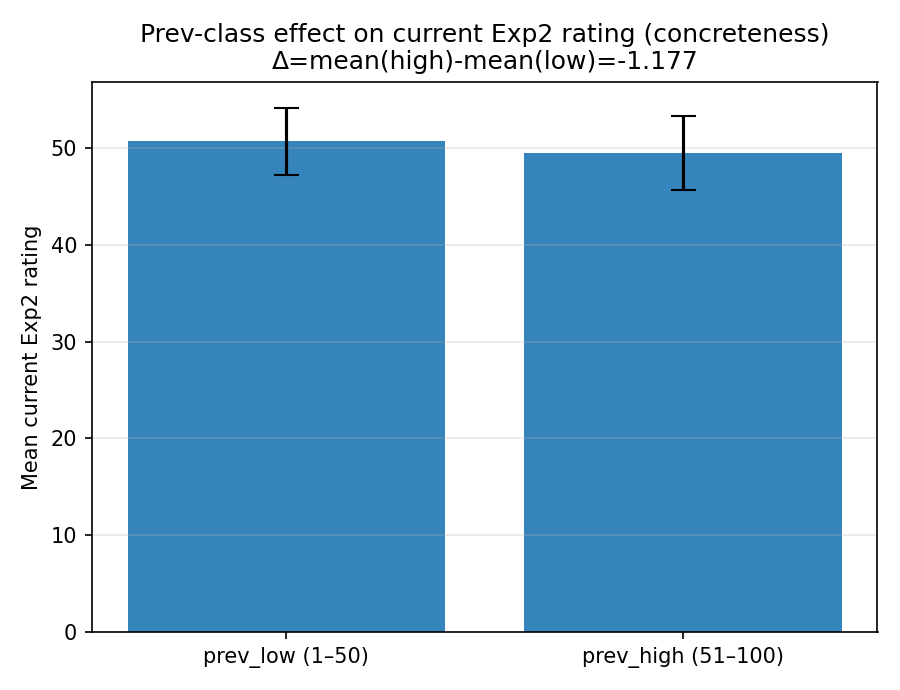 Prev-class effect on current Exp2 rating (concreteness)
Δ=mean(high)-mean(low)=-1.177
Mean current Exp2 rating
50
40
30
20
10
0
prev_low (1–50)
prev_high (51–100)